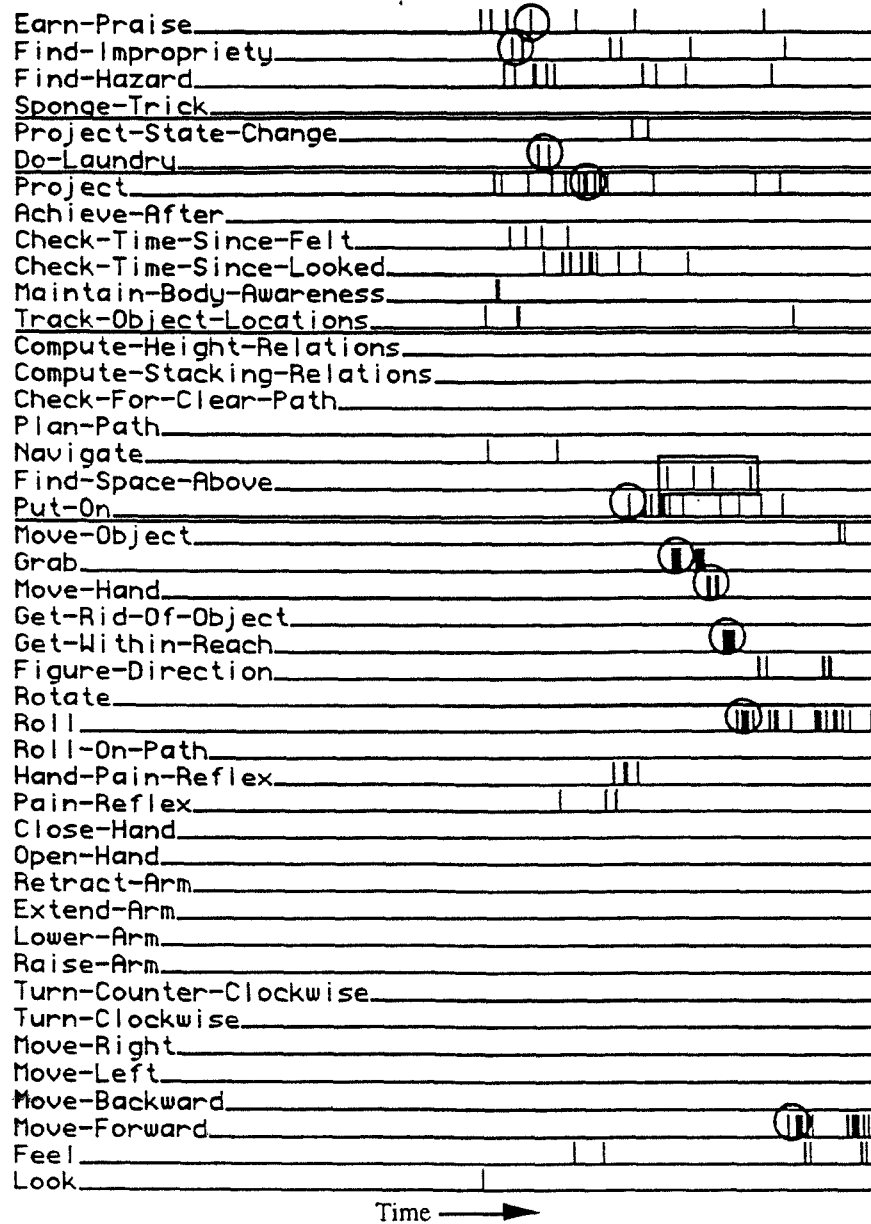 Earn-Praise
Find-Impropriety
Find-Hazard
Sponge-Trick
Project-State-Change
Do-Laundry
Project
Achieve-After
Check-Time-Since-Felt
Check-Time-Since-Looked
Maintain-Body-Awareness
Track-Object-Locations
Compute-Height-Relations
Compute-Stacking-Relations
Check-For-Clear-Path
Plan-Path
Navigate
Find-Space-Above
Put-On
Move-Object
Grab
Move-Hand
Get-Rid-Of-Object
Get-Within-Reach
Figure-Direction
Rotate
Roll
Roll-On-Path
Hand-Pain-Reflex
Pain-Reflex
Close-Hand
Open-Hand
Retract-Arm
Extend-Arm
Lower-Arm
Raise-Arm
Turn-Counter-Clockwise
Turn-Clockwise
Move-Right
Move-Left
Move-Backward
Move-Forward
Feel
Look
Time